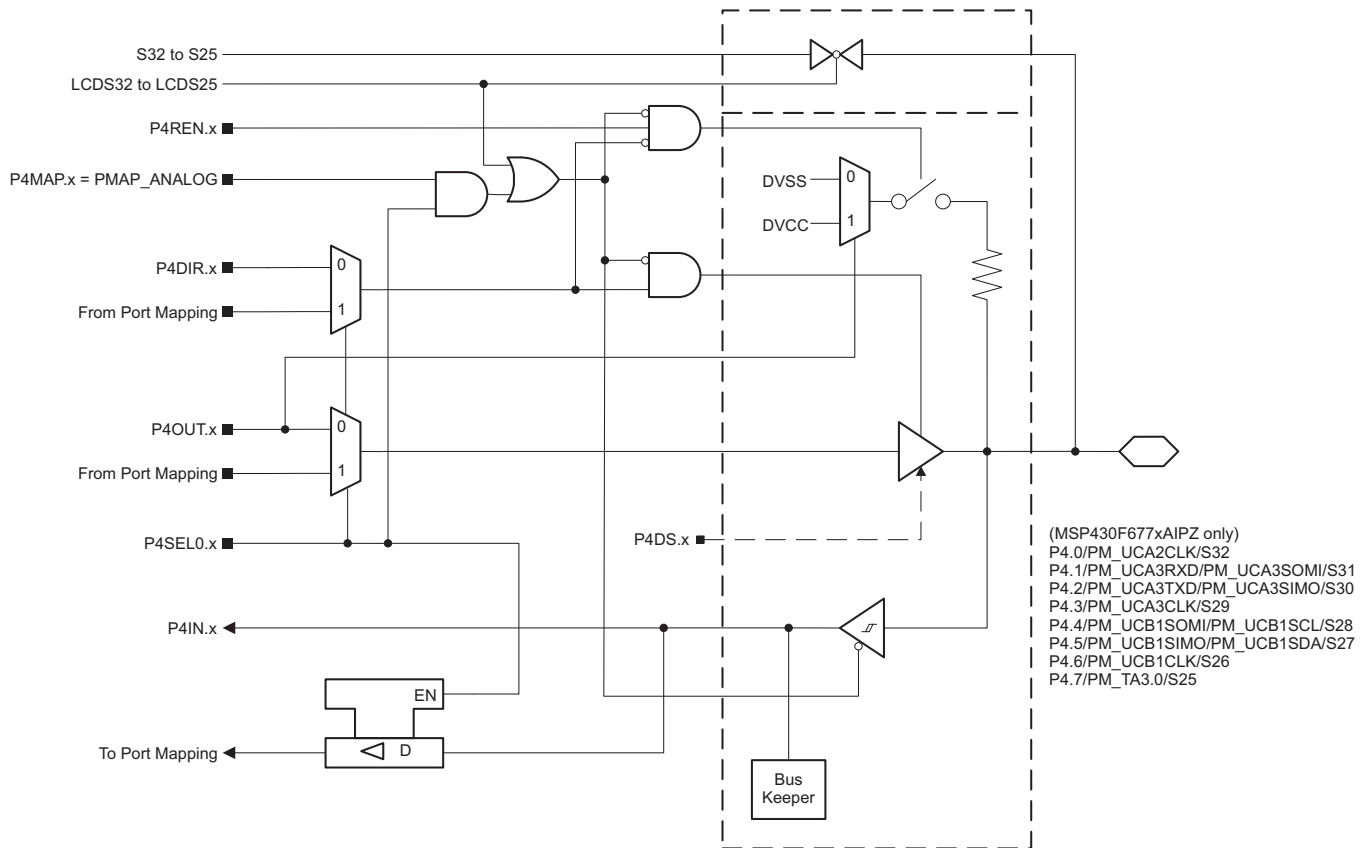 S32 to S25
LCDS32 to LCDS25
P4REN.x
P4MAP.x = PMAP_ANALOG
DVSS
0
DVCC
1
P4DIR.x
0
From Port Mapping
1
P4OUT.x
0
From Port Mapping
1
P4SEL0.x
P4DS.x
(MSP430F677xAIPZ only)
P4.0/PM_UCA2CLK/S32
P4.1/PM_UCA3RXD/PM_UCA3SOMI/S31
P4.2/PM_UCA3TXD/PM_UCA3SIMO/S30
P4.3/PM_UCA3CLK/S29
P4.4/PM_UCB1SOMI/PM_UCB1SCL/S28
P4.5/PM_UCB1SIMO/PM_UCB1SDA/S27
P4.6/PM_UCB1CLK/S26
P4.7/PM_TA3.0/S25
P4IN.x
EN
To Port Mapping
D
Bus
Keeper